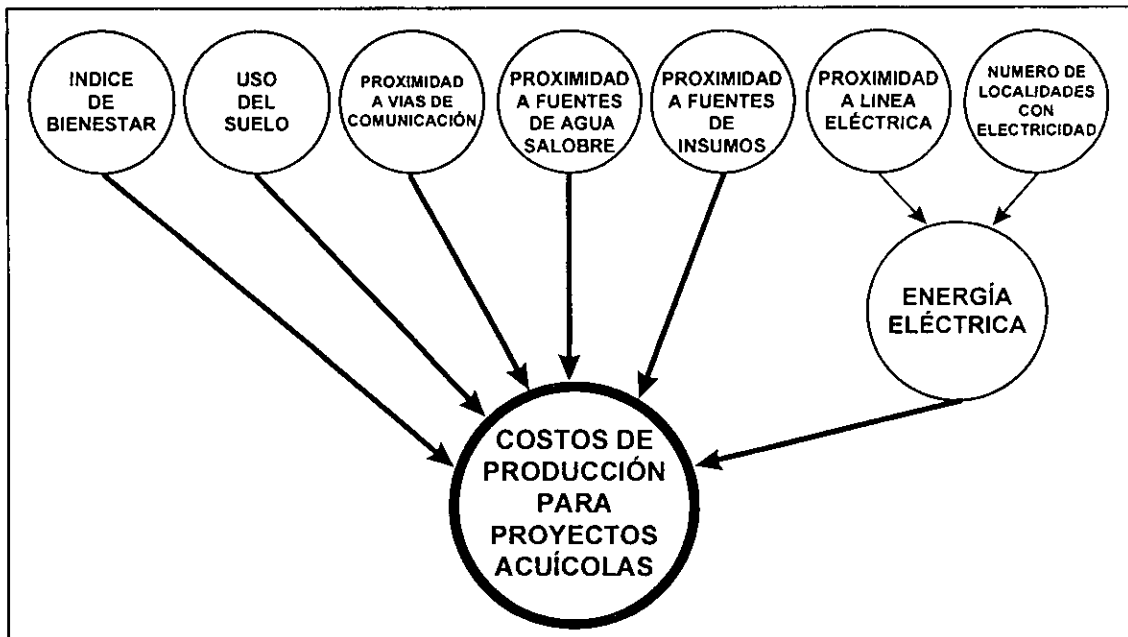 INDICE
DE
BIENESTAR
USO
DEL
SUELO
PROXIMIDAD
A VIAS DE
COMUNICACIÓN
PROXIMIDAD
A FUENTES
DE AGUA
SALOBRE
PROXIMIDAD
A FUENTES
DE
INSUMOS
PROXIMIDAD
A LINEA
ELÉCTRICA
NUMERO DE
LOCALIDADES
CON
ELECTRICIDAD
ENERGÍA
ELÉCTRICA
COSTOS DE
PRODUCCIÓN
PARA
PROYECTOS
ACUÍCOLAS